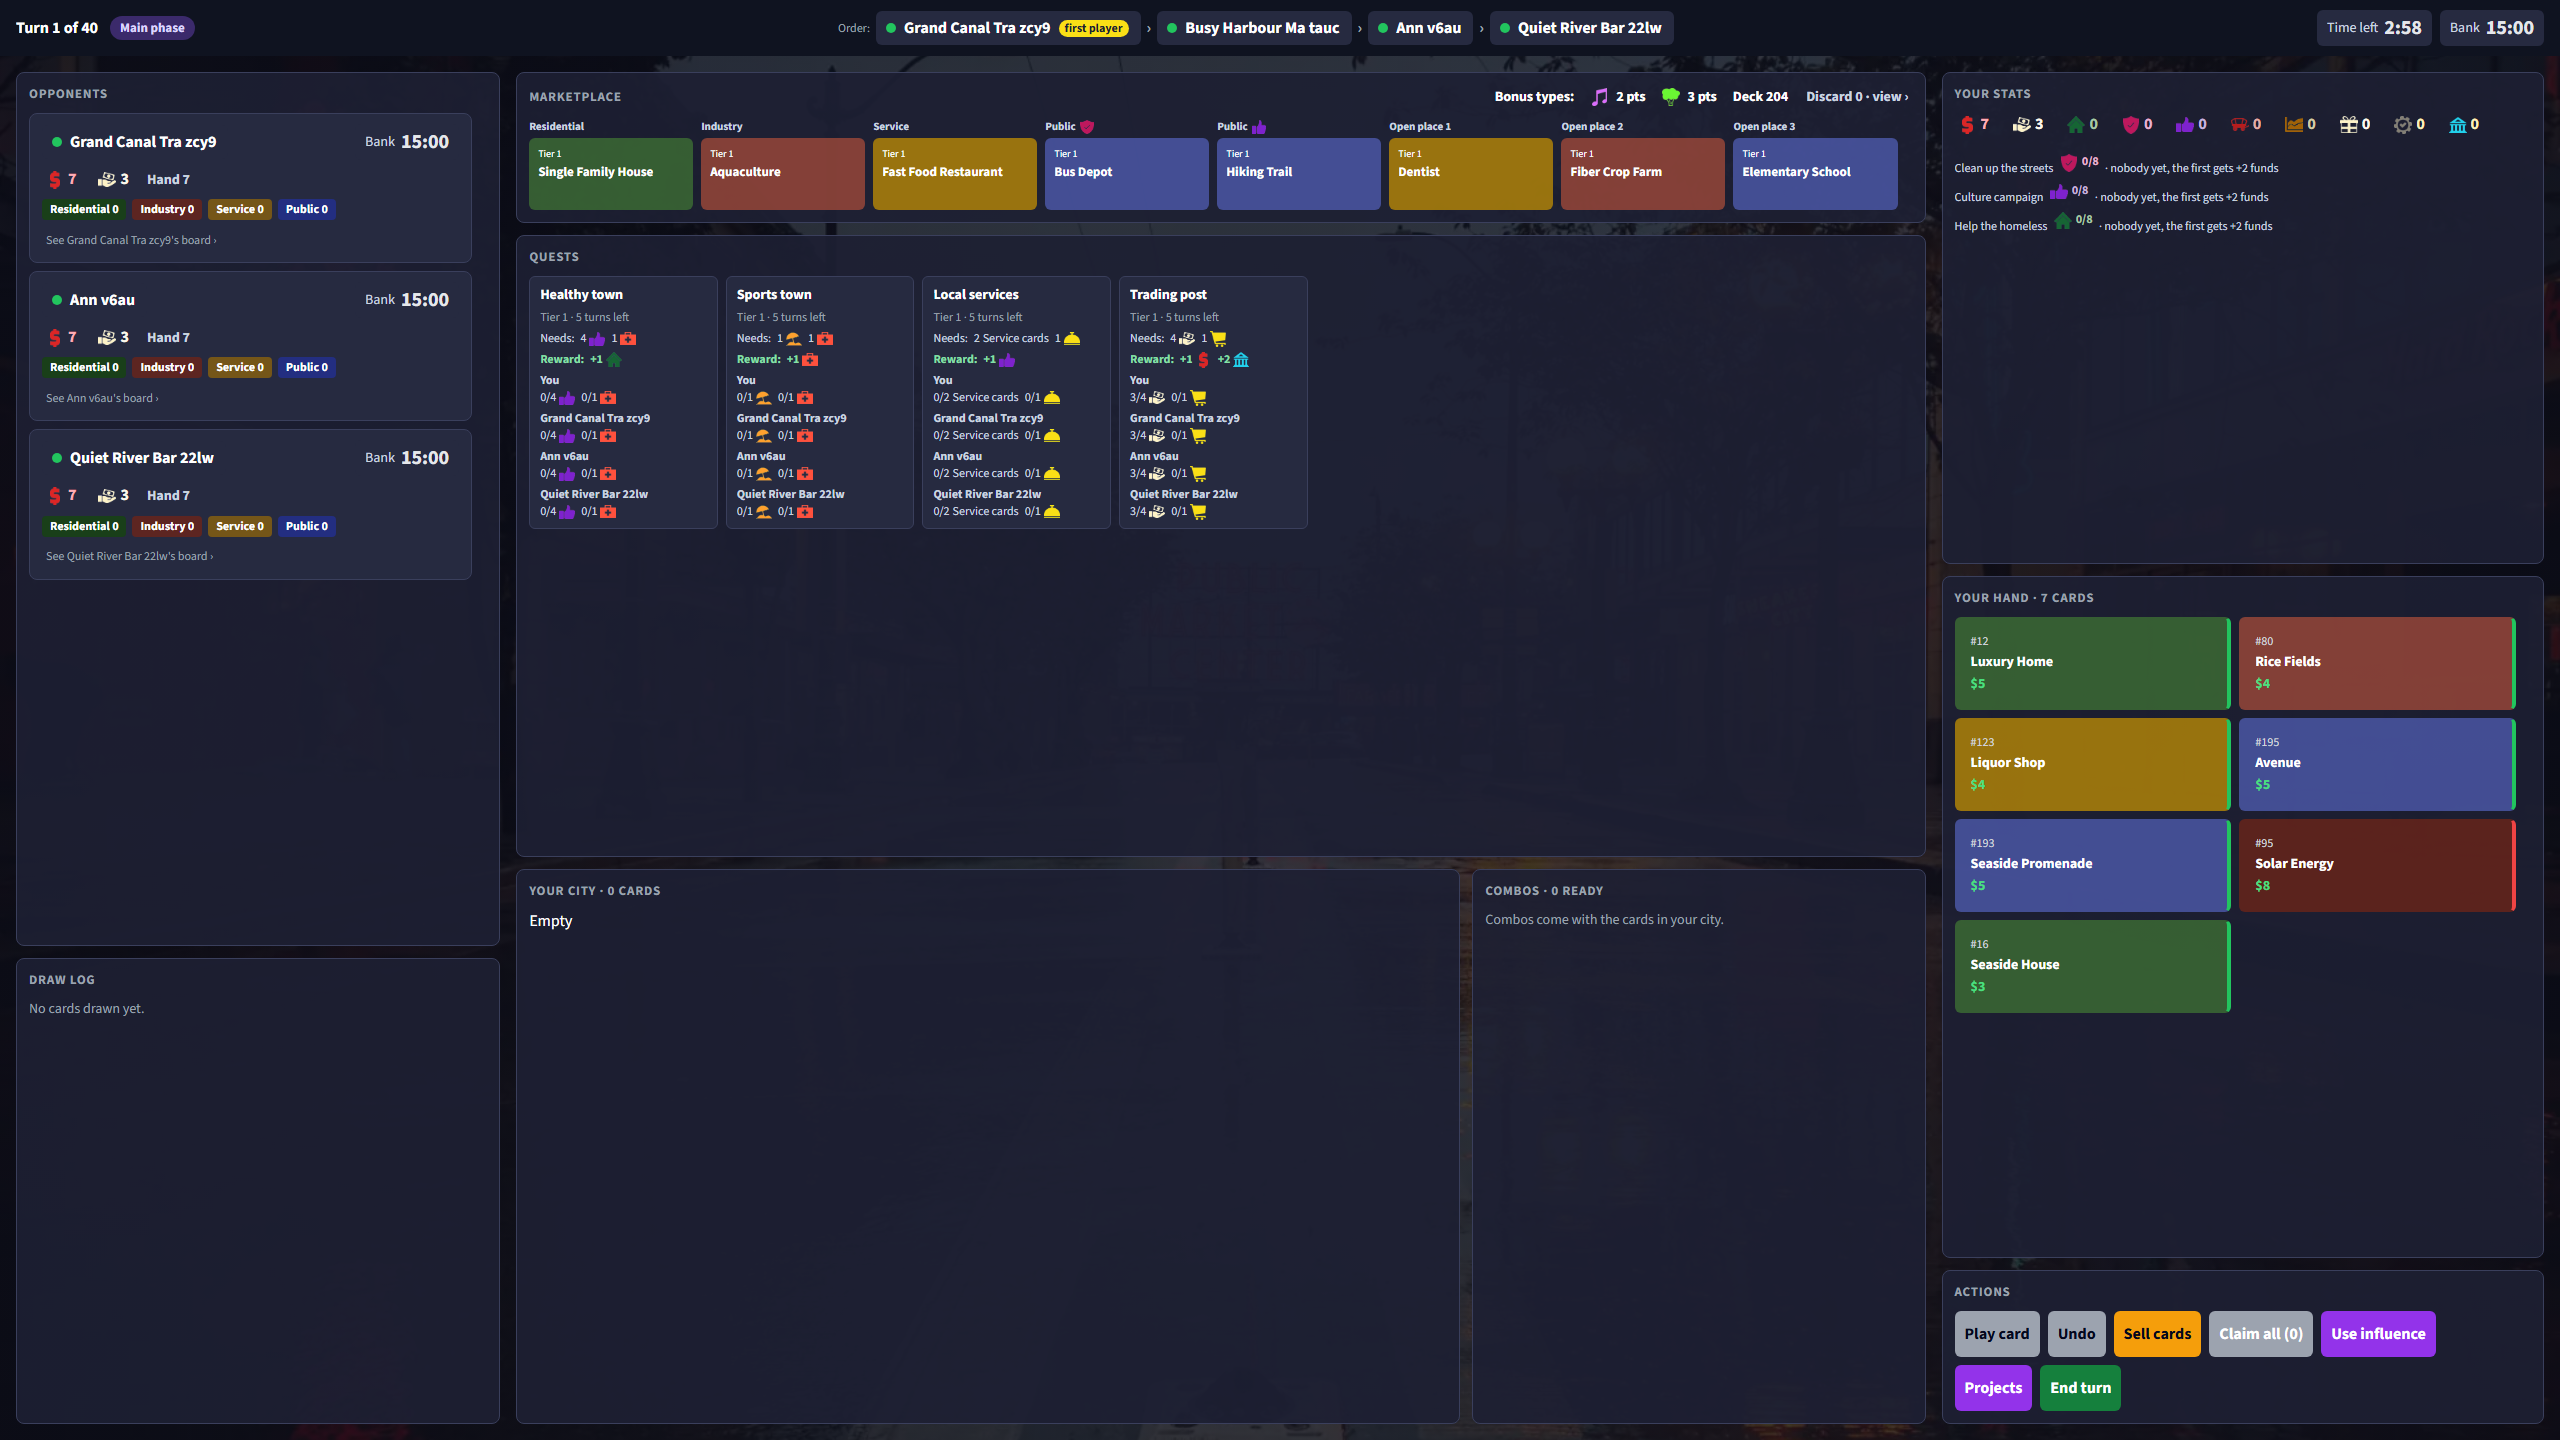 Turn 1 of 40 Main phase
Order: Grand Canal Tra zcy9 first player › Busy Harbour Ma tauc › Ann v6au › Quiet River Bar 22lw
Time left 2:58 Bank 15:00
OPPONENTS
Grand Canal Tra zcy9 Bank 15:00
7 3 Hand 7
Residential 0 Industry 0 Service 0 Public 0
See Grand Canal Tra zcy9's board ›
Ann v6au Bank 15:00
7 3 Hand 7
Residential 0 Industry 0 Service 0 Public 0
See Ann v6au's board ›
Quiet River Bar 22lw Bank 15:00
7 3 Hand 7
Residential 0 Industry 0 Service 0 Public 0
See Quiet River Bar 22lw's board ›
DRAW LOG
No cards drawn yet.
MARKETPLACE
Bonus types: 2 pts 3 pts Deck 204 Discard 0 · view ›
Residential Industry Service Public Public Open place 1 Open place 2 Open place 3
Tier 1 Tier 1 Tier 1 Tier 1 Tier 1 Tier 1 Tier 1 Tier 1
Single Family House Aquaculture Fast Food Restaurant Bus Depot Hiking Trail Dentist Fiber Crop Farm Elementary School
QUESTS
Healthy town
Tier 1 · 5 turns left
Needs: 4 1
Reward: +1
You
0/4 0/1
Grand Canal Tra zcy9
0/4 0/1
Ann v6au
0/4 0/1
Quiet River Bar 22lw
0/4 0/1
Sports town
Tier 1 · 5 turns left
Needs: 1 1
Reward: +1
You
0/1 0/1
Grand Canal Tra zcy9
0/1 0/1
Ann v6au
0/1 0/1
Quiet River Bar 22lw
0/1 0/1
Local services
Tier 1 · 5 turns left
Needs: 2 Service cards 1
Reward: +1
You
0/2 Service cards 0/1
Grand Canal Tra zcy9
0/2 Service cards 0/1
Ann v6au
0/2 Service cards 0/1
Quiet River Bar 22lw
0/2 Service cards 0/1
Trading post
Tier 1 · 5 turns left
Needs: 4 1
Reward: +1 +2
You
3/4 0/1
Grand Canal Tra zcy9
3/4 0/1
Ann v6au
3/4 0/1
Quiet River Bar 22lw
3/4 0/1
YOUR CITY · 0 CARDS
Empty
COMBOS · 0 READY
Combos come with the cards in your city.
YOUR STATS
7 3 0 0 0 0 0 0 0 0
Clean up the streets 0/8 · nobody yet, the first gets +2 funds
Culture campaign 0/8 · nobody yet, the first gets +2 funds
Help the homeless 0/8 · nobody yet, the first gets +2 funds
YOUR HAND · 7 CARDS
#12
Luxury Home
$5
#80
Rice Fields
$4
#123
Liquor Shop
$4
#195
Avenue
$5
#193
Seaside Promenade
$5
#95
Solar Energy
$8
#16
Seaside House
$3
ACTIONS
Play card Undo Sell cards Claim all (0) Use influence
Projects End turn